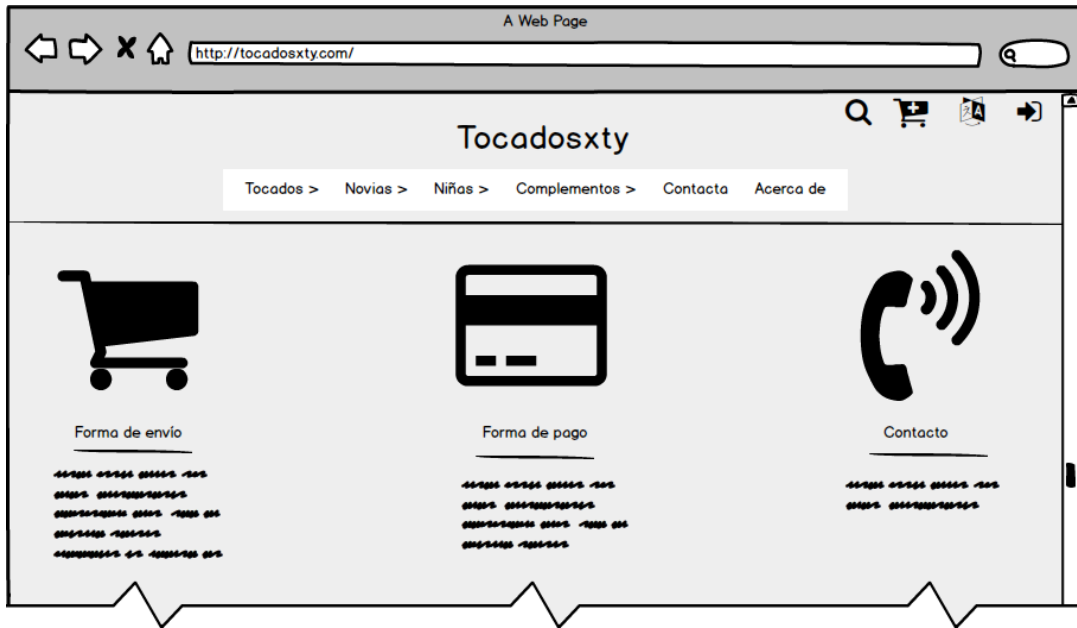 A Web Page
http://tocadosxty.com/
Tocadosxty
Tocados > Novias > Niñas > Complementos > Contacta Acerca de
Forma de envío Forma de pago Contacto